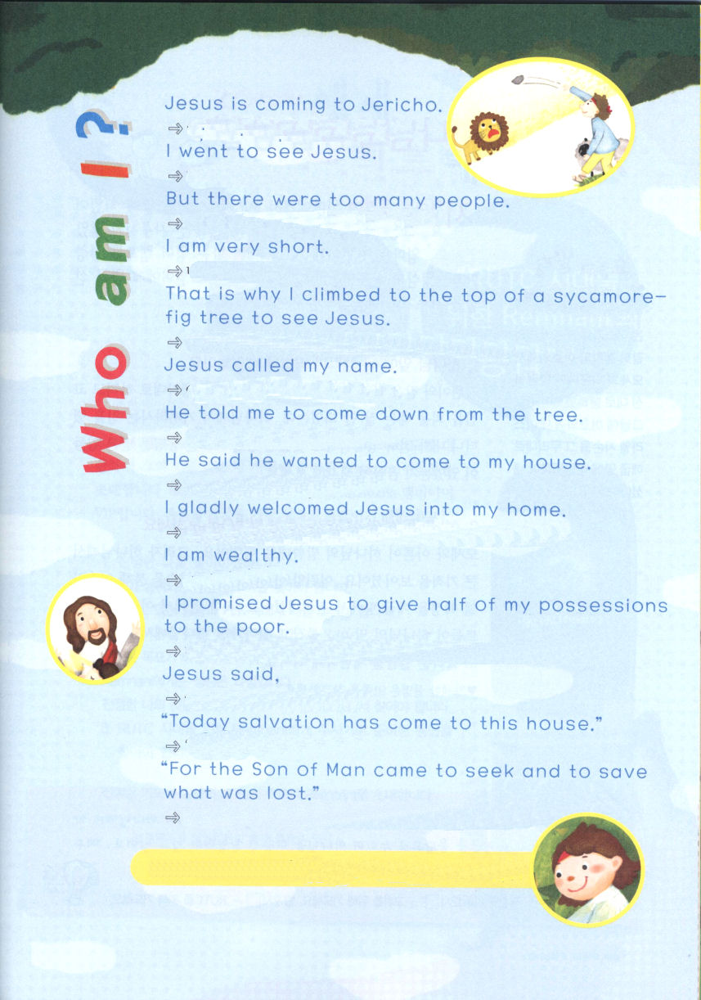 Who am I?
Jesus is coming to Jericho.
⇨
I went to see Jesus.
⇨
But there were too many people.
⇨
I am very short.
⇨
That is why I climbed to the top of a sycamore-
fig tree to see Jesus.
⇨
Jesus called my name.
⇨
He told me to come down from the tree.
⇨
He said he wanted to come to my house.
⇨
I gladly welcomed Jesus into my home.
⇨
I am wealthy.
⇨
I promised Jesus to give half of my possessions
to the poor.
⇨
Jesus said,
⇨
“Today salvation has come to this house.”
⇨
“For the Son of Man came to seek and to save
what was lost.”
⇨